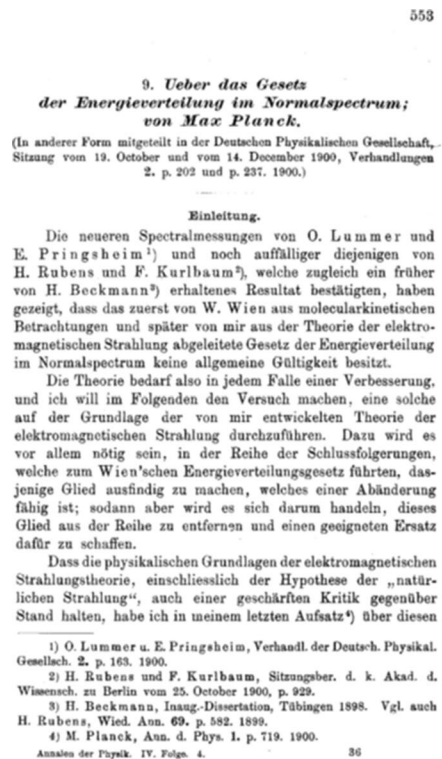 553
9. Ueber das Gesetz
der Energieverteilung im Normalspectrum;
von Max Planck.
(In anderer Form mitgeteilt in der Deutschen Physikalischen Gesellschaft,
Sitzung vom 19. October und vom 14. December 1900, Verhandlungen
2. p. 202 und p. 237. 1900.)
Einleitung.
Die neueren Spectralmessungen von O. Lummer und
E. Pringsheim¹) und noch auffälliger diejenigen von
H. Rubens und F. Kurlbaum²), welche zugleich ein früher
von H. Beckmann³) erhaltenes Resultat bestätigten, haben
gezeigt, dass das zuerst von W. Wien aus molecularkinetischen
Betrachtungen und später von mir aus der Theorie der elektro-
magnetischen Strahlung abgeleitete Gesetz der Energieverteilung
im Normalspectrum keine allgemeine Gültigkeit besitzt.
Die Theorie bedarf also in jedem Falle einer Verbesserung,
und ich will im Folgenden den Versuch machen, eine solche
auf der Grundlage der von mir entwickelten Theorie der
elektromagnetischen Strahlung durchzuführen. Dazu wird es
vor allem nötig sein, in der Reihe der Schlussfolgerungen,
welche zum Wien'schen Energieverteilungsgesetz führten, das-
jenige Glied ausfindig zu machen, welches einer Abänderung
fähig ist; sodann aber wird es sich darum handeln, dieses
Glied aus der Reihe zu entfernen und einen geeigneten Ersatz
dafür zu schaffen.
Dass die physikalischen Grundlagen der elektromagnetischen
Strahlungstheorie, einschliesslich der Hypothese der „natür-
lichen Strahlung“, auch einer geschärften Kritik gegenüber
Stand halten, habe ich in meinem letzten Aufsatz⁴) über diesen
1) O. Lummer u. E. Pringsheim, Verhandl. der Deutsch. Physikal.
Gesellsch. 2. p. 163. 1900.
2) H. Rubens und F. Kurlbaum, Sitzungsber. d. k. Akad. d.
Wissensch. zu Berlin vom 25. October 1900, p. 929.
3) H. Beckmann, Inaug.-Dissertation, Tübingen 1898. Vgl. auch
H. Rubens, Wied. Ann. 69. p. 582. 1899.
4) M. Planck, Ann. d. Phys. 1. p. 719. 1900.
Annalen der Physik. IV. Folge. 4. 36